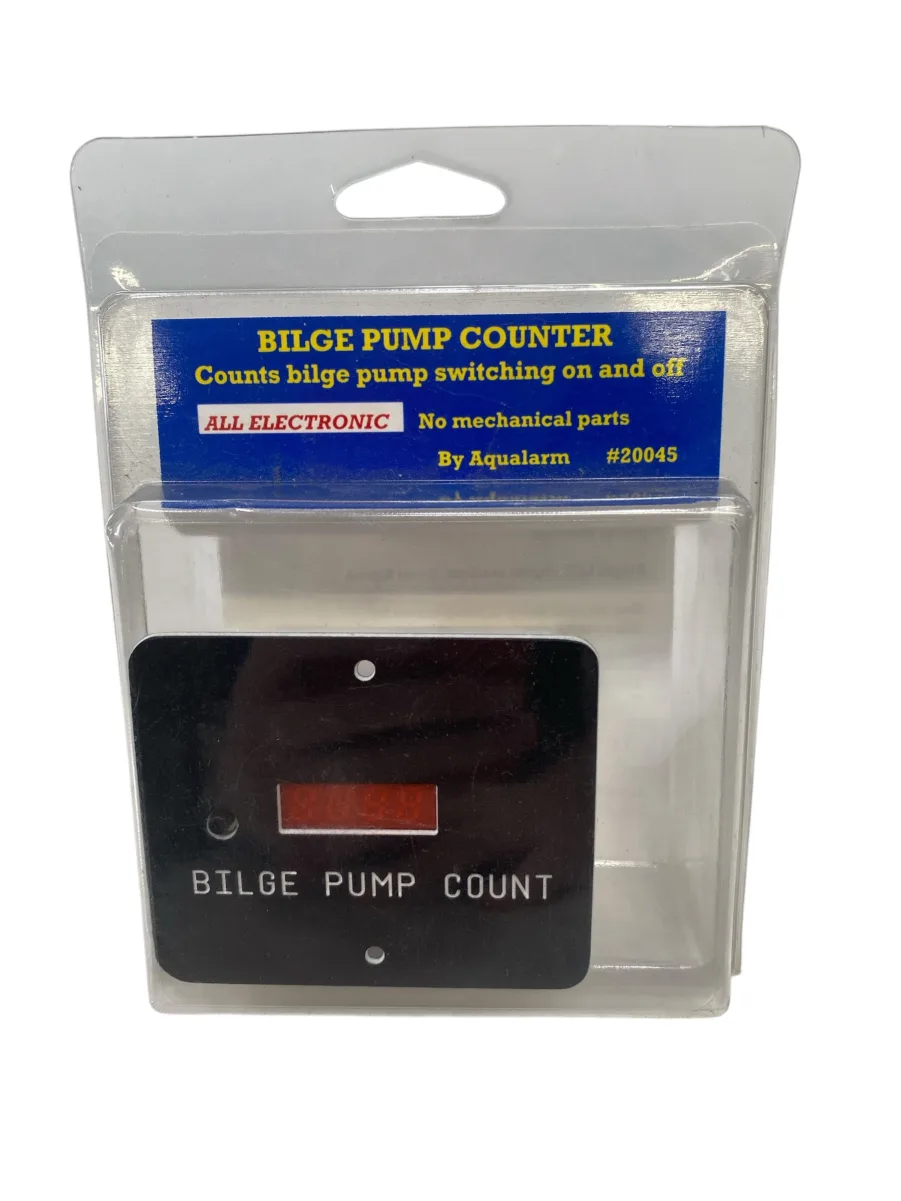 BILGE PUMP COUNTER
Counts bilge pump switching on and off
ALL ELECTRONIC No mechanical parts
By Aqualarm #20045
BILGE PUMP COUNT